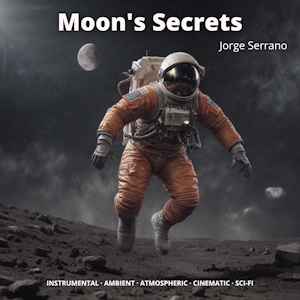 Moon's Secrets
Jorge Serrano
INSTRUMENTAL · AMBIENT · ATMOSPHERIC · CINEMATIC · SCI-FI